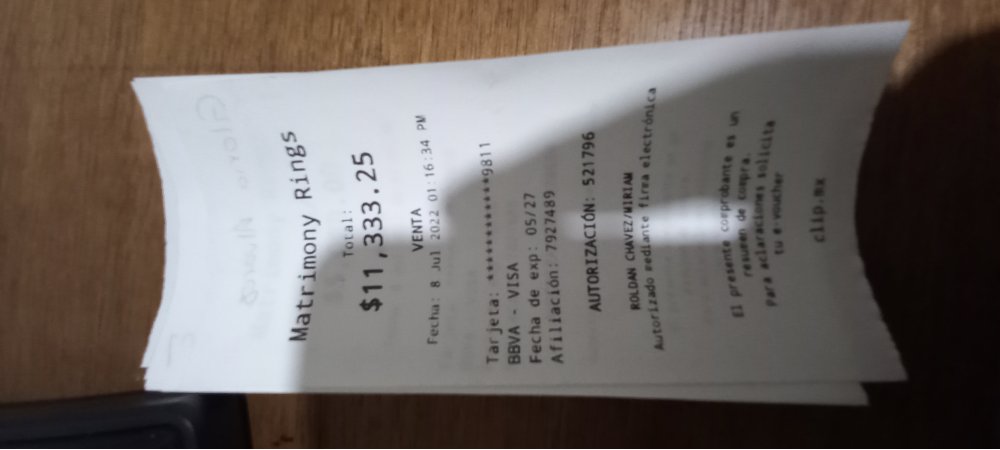 Matrimony Rings
Total:
$11,333.25
VENTA
Fecha: 8 Jul 2022 01:16:34 PM
Tarjeta: ************9811
BBVA - VISA
Fecha de exp: 05/27
Afiliación: 7927489
AUTORIZACIÓN: 521796
ROLDAN CHAVEZ/MIRIAM
Autorizado mediante firma electrónica
El presente comprobante es un
resumen de compra.
Para aclaraciones solicita
tu e-voucher
clip.mx